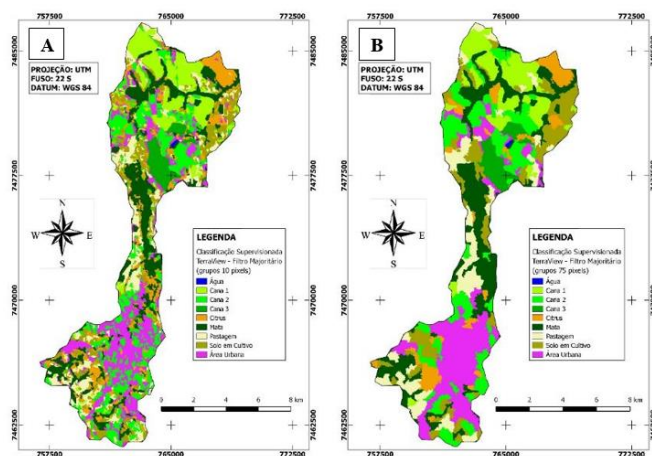 757500 765000 772500
A
7485000
PROJEÇÃO: UTM
FUSO: 22 S
DATUM: WGS 84
7477500
N
W E
S
LEGENDA
Classificação Supervisionada
TerraView - Filtro Majoritário
(grupos 10 pixels)
Água
Cana 1
Cana 2
Cana 3
Citrus
Mata
Pastagem
Solo em Cultivo
Área Urbana
7470000
0 2 4 6 8 km
7462500
757500 765000 772500
757500 765000 772500
B
7485000
PROJEÇÃO: UTM
FUSO: 22 S
DATUM: WGS 84
7477500
N
W E
S
LEGENDA
Classificação Supervisionada
TerraView - Filtro Majoritário
(grupos 75 pixels)
Água
Cana 1
Cana 2
Cana 3
Citrus
Mata
Pastagem
Solo em Cultivo
Área Urbana
7470000
0 2 4 6 8 km
7462500
757500 765000 772500